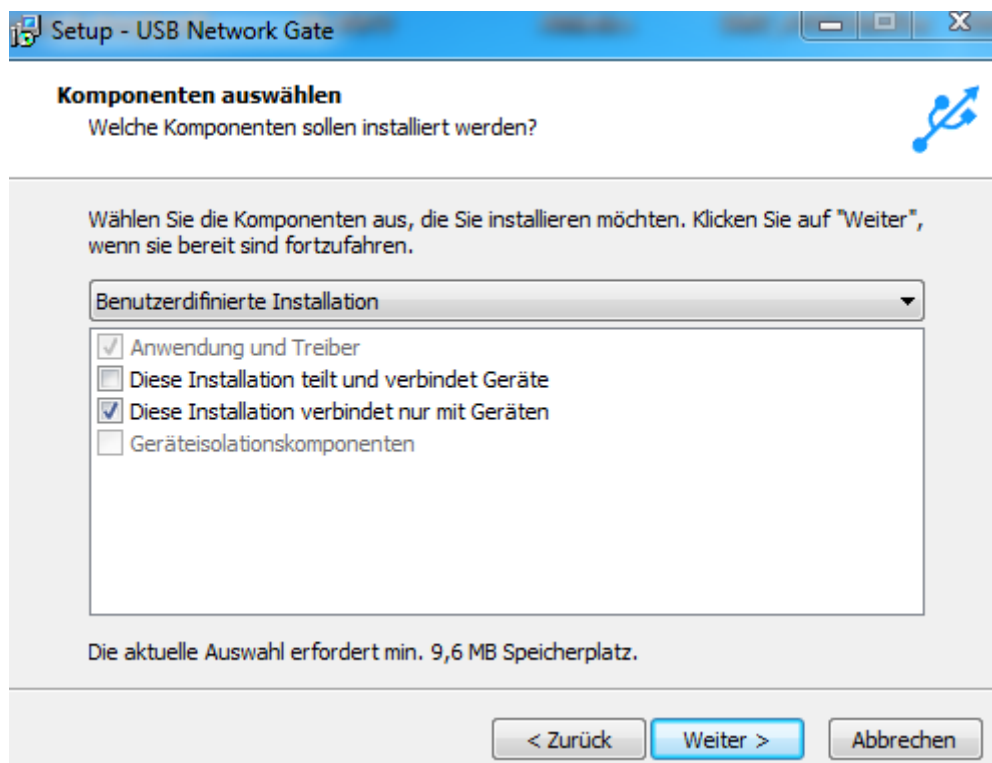 Setup - USB Network Gate
Komponenten auswählen
Welche Komponenten sollen installiert werden?
Wählen Sie die Komponenten aus, die Sie installieren möchten. Klicken Sie auf "Weiter",
wenn sie bereit sind fortzufahren.
Benutzerdifinierte Installation
Anwendung und Treiber
Diese Installation teilt und verbindet Geräte
Diese Installation verbindet nur mit Geräten
Geräteisolationskomponenten
Die aktuelle Auswahl erfordert min. 9,6 MB Speicherplatz.
< Zurück
Weiter >
Abbrechen